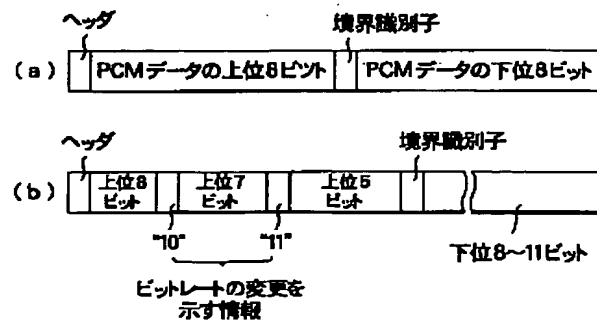 ヘッダ
境界識別子
(a)
PCMデータの上位8ビット
PCMデータの下位8ビット
ヘッダ
境界識別子
(b)
上位8
ビット
上位7
ビット
上位5
ビット
"10"
"11"
下位8〜11ビット
ビットレートの変更を
示す情報